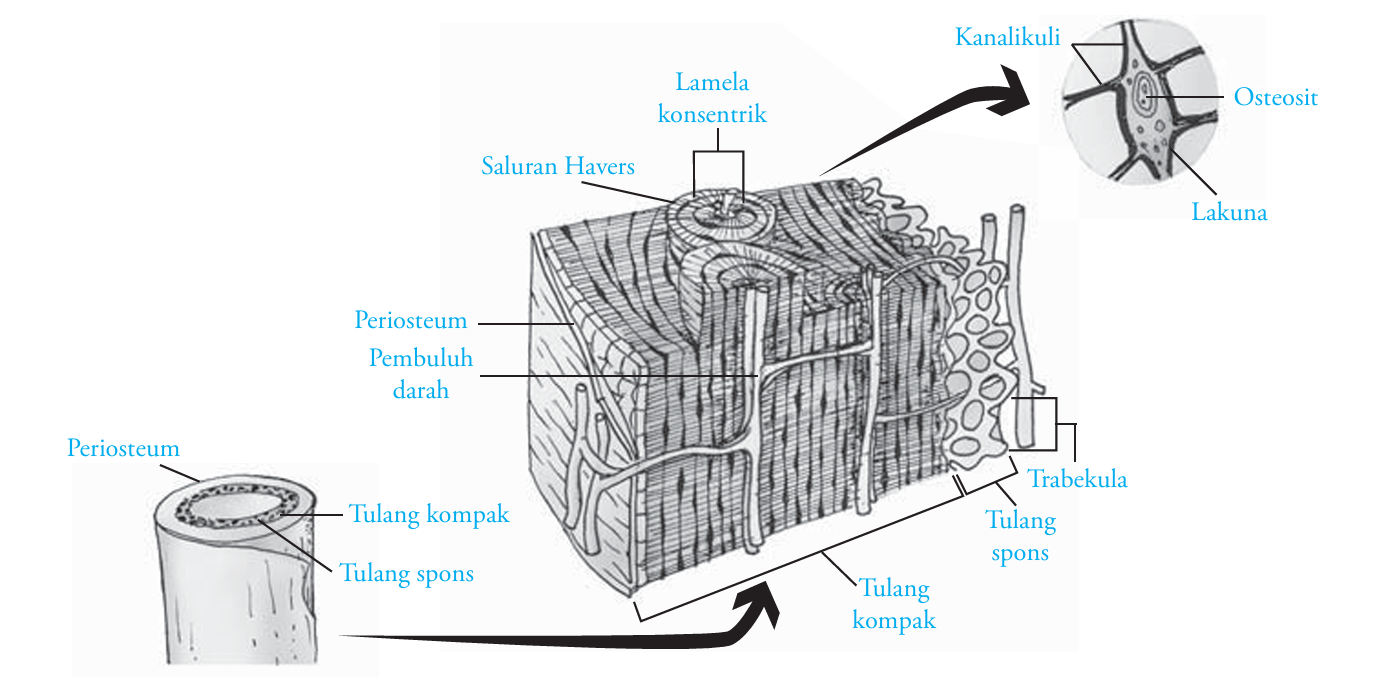 Kanalikuli
Osteosit
Lakuna
Lamela
konsentrik
Saluran Havers
Periosteum
Pembuluh
darah
Periosteum
Tulang kompak
Tulang spons
Trabekula
Tulang
spons
Tulang
kompak